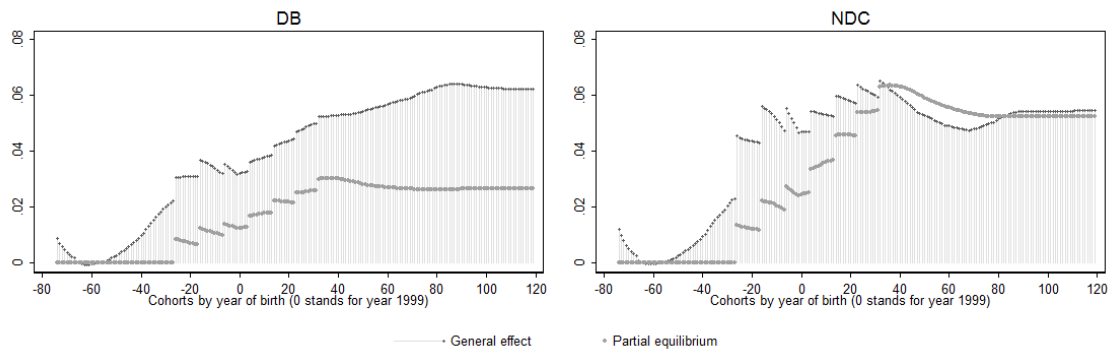 DB
NDC
.08
.06
.04
.02
0
-80 -60 -40 -20 0 20 40 60 80 100 120
Cohorts by year of birth (0 stands for year 1999)
.08
.06
.04
.02
0
-80 -60 -40 -20 0 20 40 60 80 100 120
Cohorts by year of birth (0 stands for year 1999)
General effect
Partial equilibrium